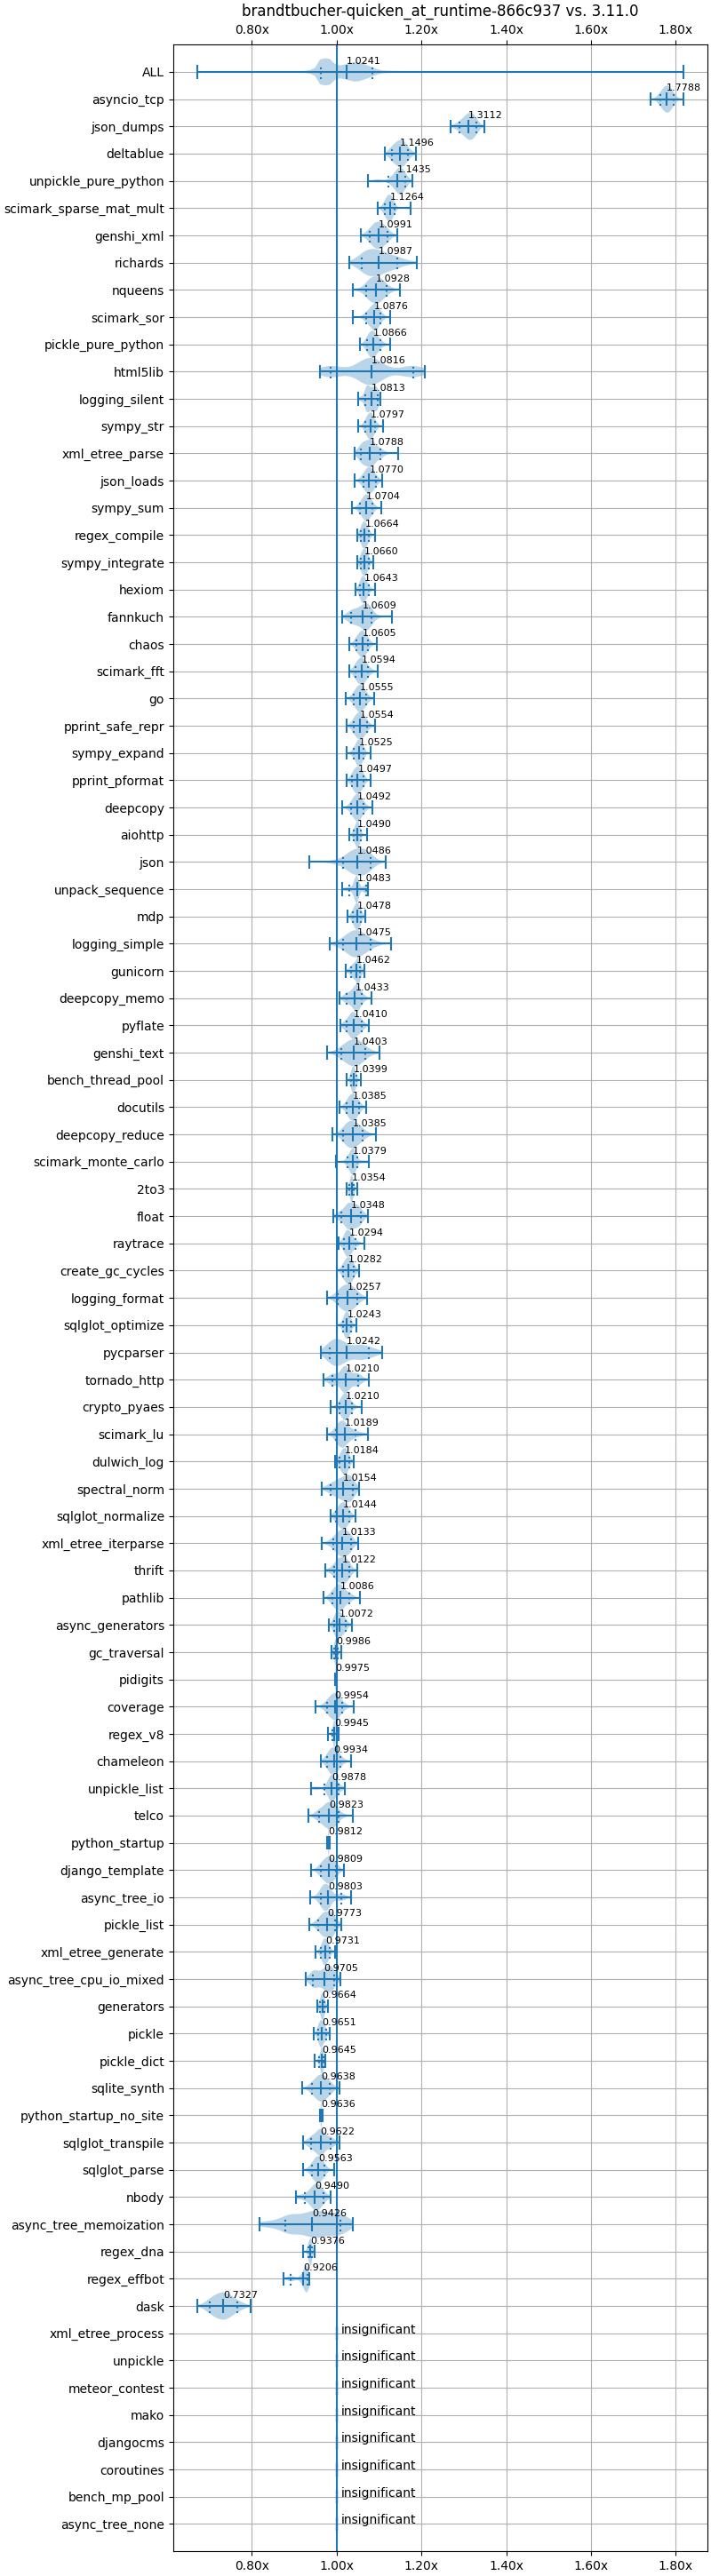 brandtbucher-quicken_at_runtime-866c937 vs. 3.11.0
0.80x 1.00x 1.20x 1.40x 1.60x 1.80x
ALL 1.0241
asyncio_tcp 1.7788
json_dumps 1.3112
deltablue 1.1496
unpickle_pure_python 1.1435
scimark_sparse_mat_mult 1.1264
genshi_xml 1.0991
richards 1.0987
nqueens 1.0928
scimark_sor 1.0876
pickle_pure_python 1.0866
html5lib 1.0816
logging_silent 1.0813
sympy_str 1.0797
xml_etree_parse 1.0788
json_loads 1.0770
sympy_sum 1.0704
regex_compile 1.0664
sympy_integrate 1.0660
hexiom 1.0643
fannkuch 1.0609
chaos 1.0605
scimark_fft 1.0594
go 1.0555
pprint_safe_repr 1.0554
sympy_expand 1.0525
pprint_pformat 1.0497
deepcopy 1.0492
aiohttp 1.0490
json 1.0486
unpack_sequence 1.0483
mdp 1.0478
logging_simple 1.0475
gunicorn 1.0462
deepcopy_memo 1.0433
pyflate 1.0410
genshi_text 1.0403
bench_thread_pool 1.0399
docutils 1.0385
deepcopy_reduce 1.0385
scimark_monte_carlo 1.0379
2to3 1.0354
float 1.0348
raytrace 1.0294
create_gc_cycles 1.0282
logging_format 1.0257
sqlglot_optimize 1.0243
pycparser 1.0242
tornado_http 1.0210
crypto_pyaes 1.0210
scimark_lu 1.0189
dulwich_log 1.0184
spectral_norm 1.0154
sqlglot_normalize 1.0144
xml_etree_iterparse 1.0133
thrift 1.0122
pathlib 1.0086
async_generators 1.0072
gc_traversal 0.9986
pidigits 0.9975
coverage 0.9954
regex_v8 0.9945
chameleon 0.9934
unpickle_list 0.9878
telco 0.9823
python_startup 0.9812
django_template 0.9809
async_tree_io 0.9803
pickle_list 0.9773
xml_etree_generate 0.9731
async_tree_cpu_io_mixed 0.9705
generators 0.9664
pickle 0.9651
pickle_dict 0.9645
sqlite_synth 0.9638
python_startup_no_site 0.9636
sqlglot_transpile 0.9622
sqlglot_parse 0.9563
nbody 0.9490
async_tree_memoization 0.9426
regex_dna 0.9376
regex_effbot 0.9206
dask 0.7327
xml_etree_process insignificant
unpickle insignificant
meteor_contest insignificant
mako insignificant
djangocms insignificant
coroutines insignificant
bench_mp_pool insignificant
async_tree_none insignificant
0.80x 1.00x 1.20x 1.40x 1.60x 1.80x